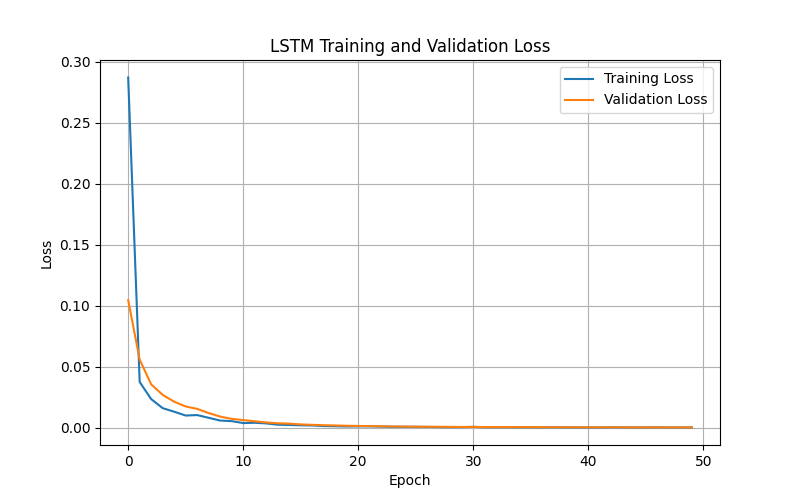 LSTM Training and Validation Loss
0.30
0.25
0.20
0.15
0.10
0.05
0.00
Loss
Training Loss
Validation Loss
0 10 20 30 40 50
Epoch